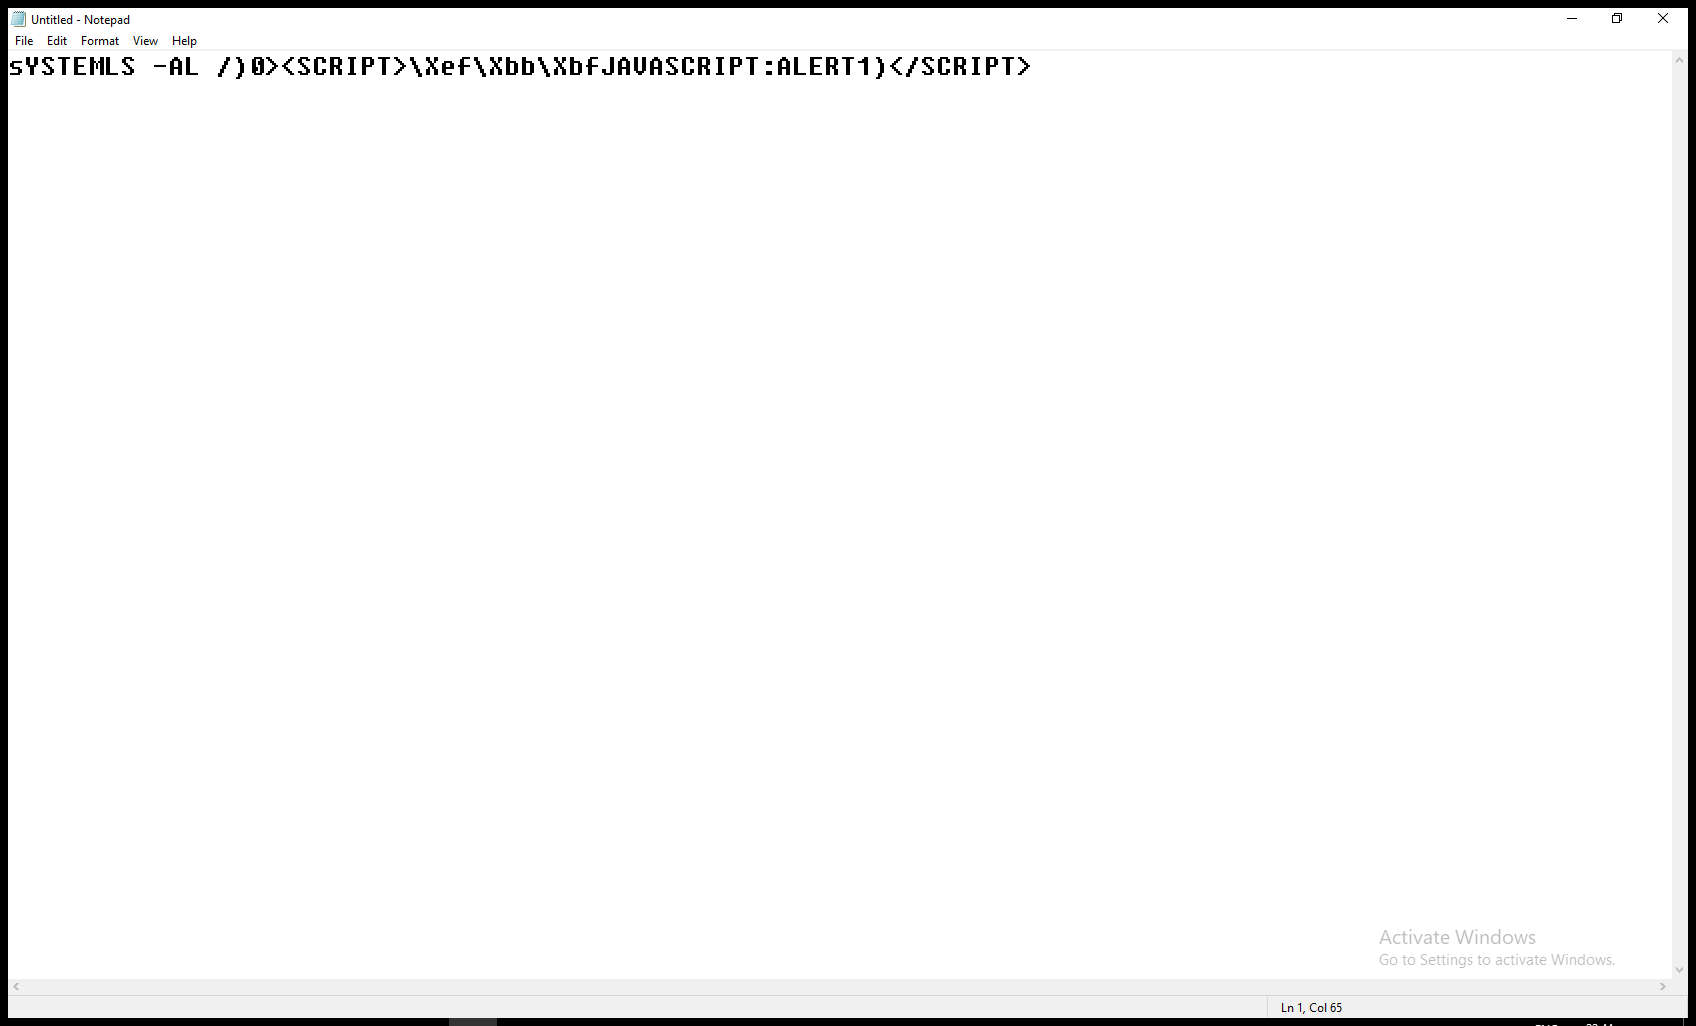 Untitled - Notepad
File Edit Format View Help
sYSTEMLS -AL /)0><SCRIPT>\Xef\Xbb\XbfJAVASCRIPT:ALERT1)</SCRIPT>
Activate Windows
Go to Settings to activate Windows.
Ln 1, Col 65